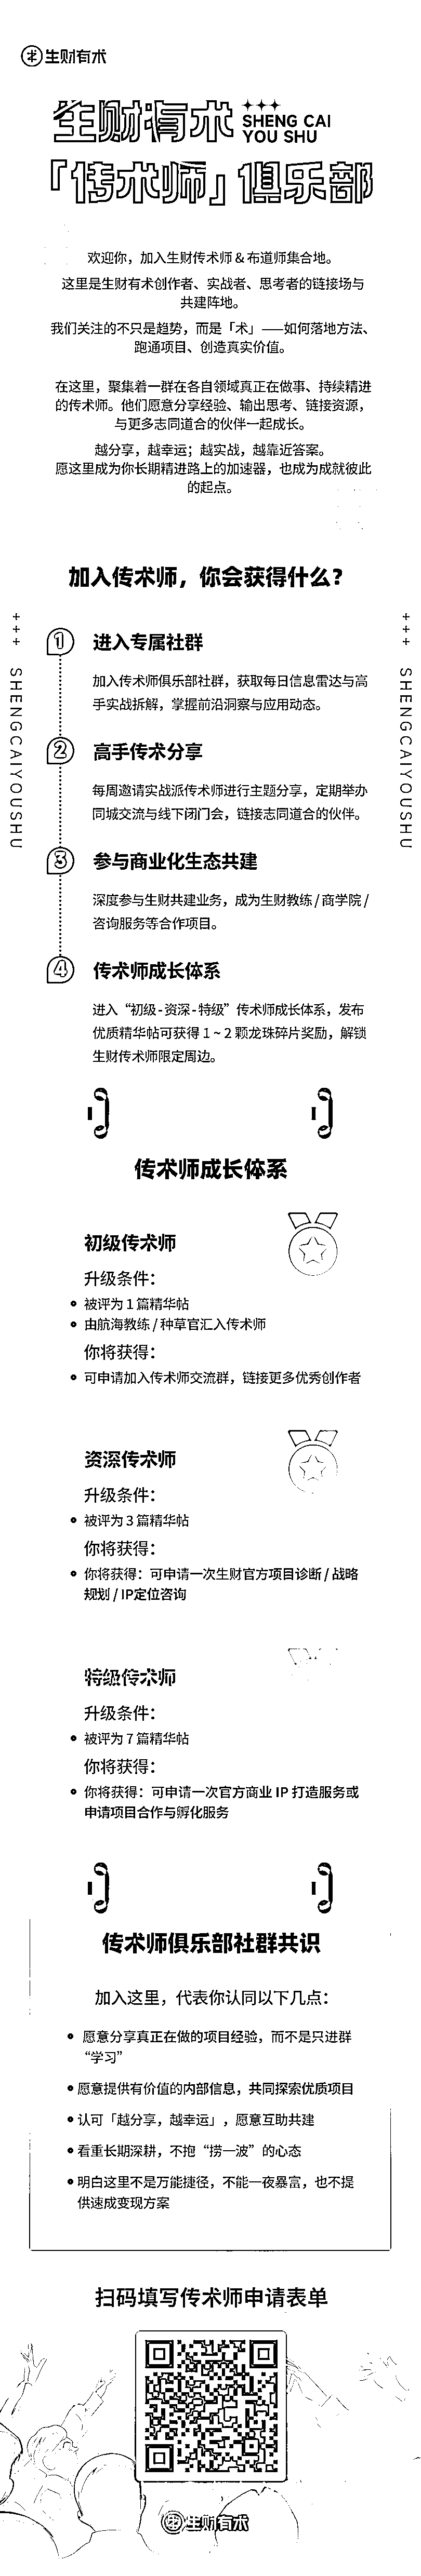 生财有术
生财有术 SHENG CAI
YOU SHU
「传术师」俱乐部
欢迎你，加入生财传术师 & 布道师集合地。
这里是生财有术创作者、实战者、思考者的链接场与
共建阵地。
我们关注的不只是趋势，而是「术」——如何落地方法、
跑通项目、创造真实价值。
在这里，聚集着一群在各自领域真正在做事、持续精进
的传术师。他们愿意分享经验、输出思考、链接资源，
与更多志同道合的伙伴一起成长。
越分享，越幸运；越实战，越靠近答案。
愿这里成为你长期精进路上的加速器，也成为成就彼此
的起点。
加入传术师，你会获得什么？
SHENGCAIYOUSHU
SHENGCAIYOUSHU
1 进入专属社群
加入传术师俱乐部社群，获取每日信息雷达与高
手实战拆解，掌握前沿洞察与应用动态。
2 高手传术分享
每周邀请实战派传术师进行主题分享，定期举办
同城交流与线下闭门会，链接志同道合的伙伴。
3 参与商业化生态共建
深度参与生财共建业务，成为生财教练 / 商学院 /
咨询服务等合作项目。
4 传术师成长体系
进入“初级-资深-特级”传术师成长体系，发布
优质精华帖可获得 1 ~ 2 颗龙珠碎片奖励，解锁
生财传术师限定周边。
传术师成长体系
初级传术师
升级条件：
被评为 1 篇精华帖
由航海教练 / 种草官汇入传术师
你将获得：
可申请加入传术师交流群，链接更多优秀创作者
资深传术师
升级条件：
被评为 3 篇精华帖
你将获得：
你将获得：可申请一次生财官方项目诊断 / 战略
规划 / IP定位咨询
特级传术师
升级条件：
被评为 7 篇精华帖
你将获得：
你将获得：可申请一次官方商业 IP 打造服务或
申请项目合作与孵化服务
传术师俱乐部社群共识
加入这里，代表你认同以下几点：
愿意分享真正在做的项目经验，而不是只进群
“学习”
愿意提供有价值的内部信息，共同探索优质项目
认可「越分享，越幸运」，愿意互助共建
看重长期深耕，不抱“捞一波”的心态
明白这里不是万能捷径，不能一夜暴富，也不提
供速成变现方案
扫码填写传术师申请表单
生财有术